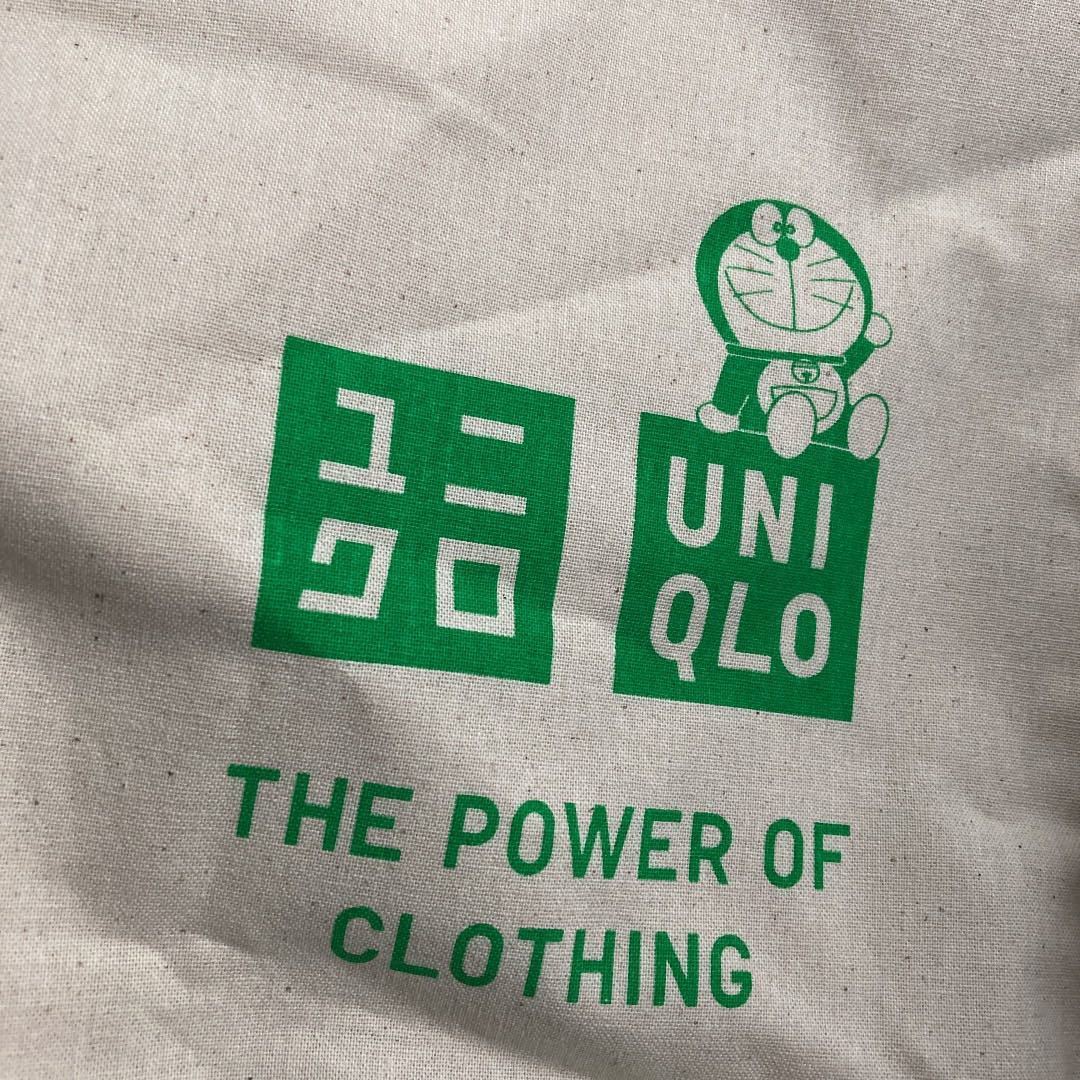 ユニ
クロ
UNI
QLO
THE POWER OF
CLOTHING